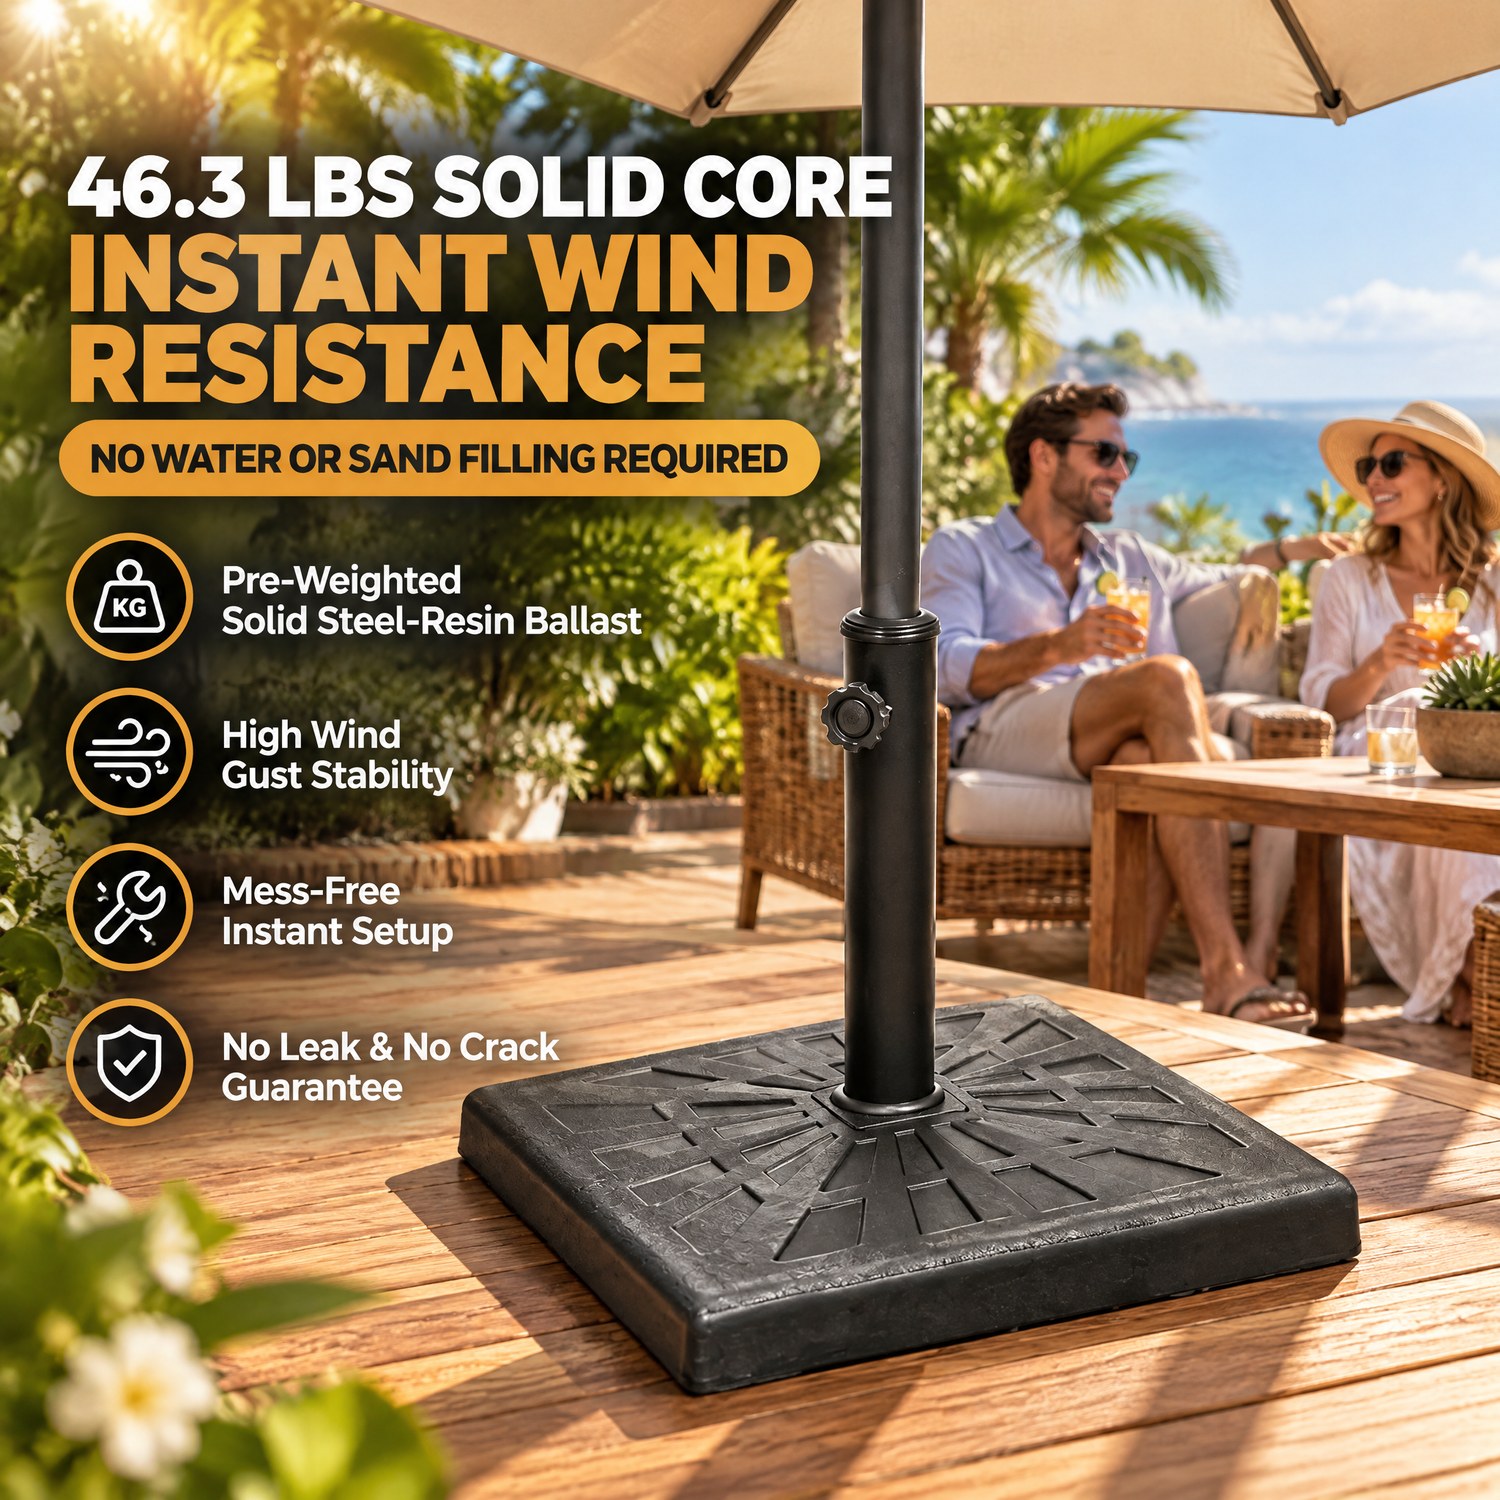 46.3 LBS SOLID CORE
INSTANT WIND
RESISTANCE
NO WATER OR SAND FILLING REQUIRED
KG
Pre-Weighted
Solid Steel-Resin Ballast
High Wind
Gust Stability
Mess-Free
Instant Setup
No Leak & No Crack
Guarantee